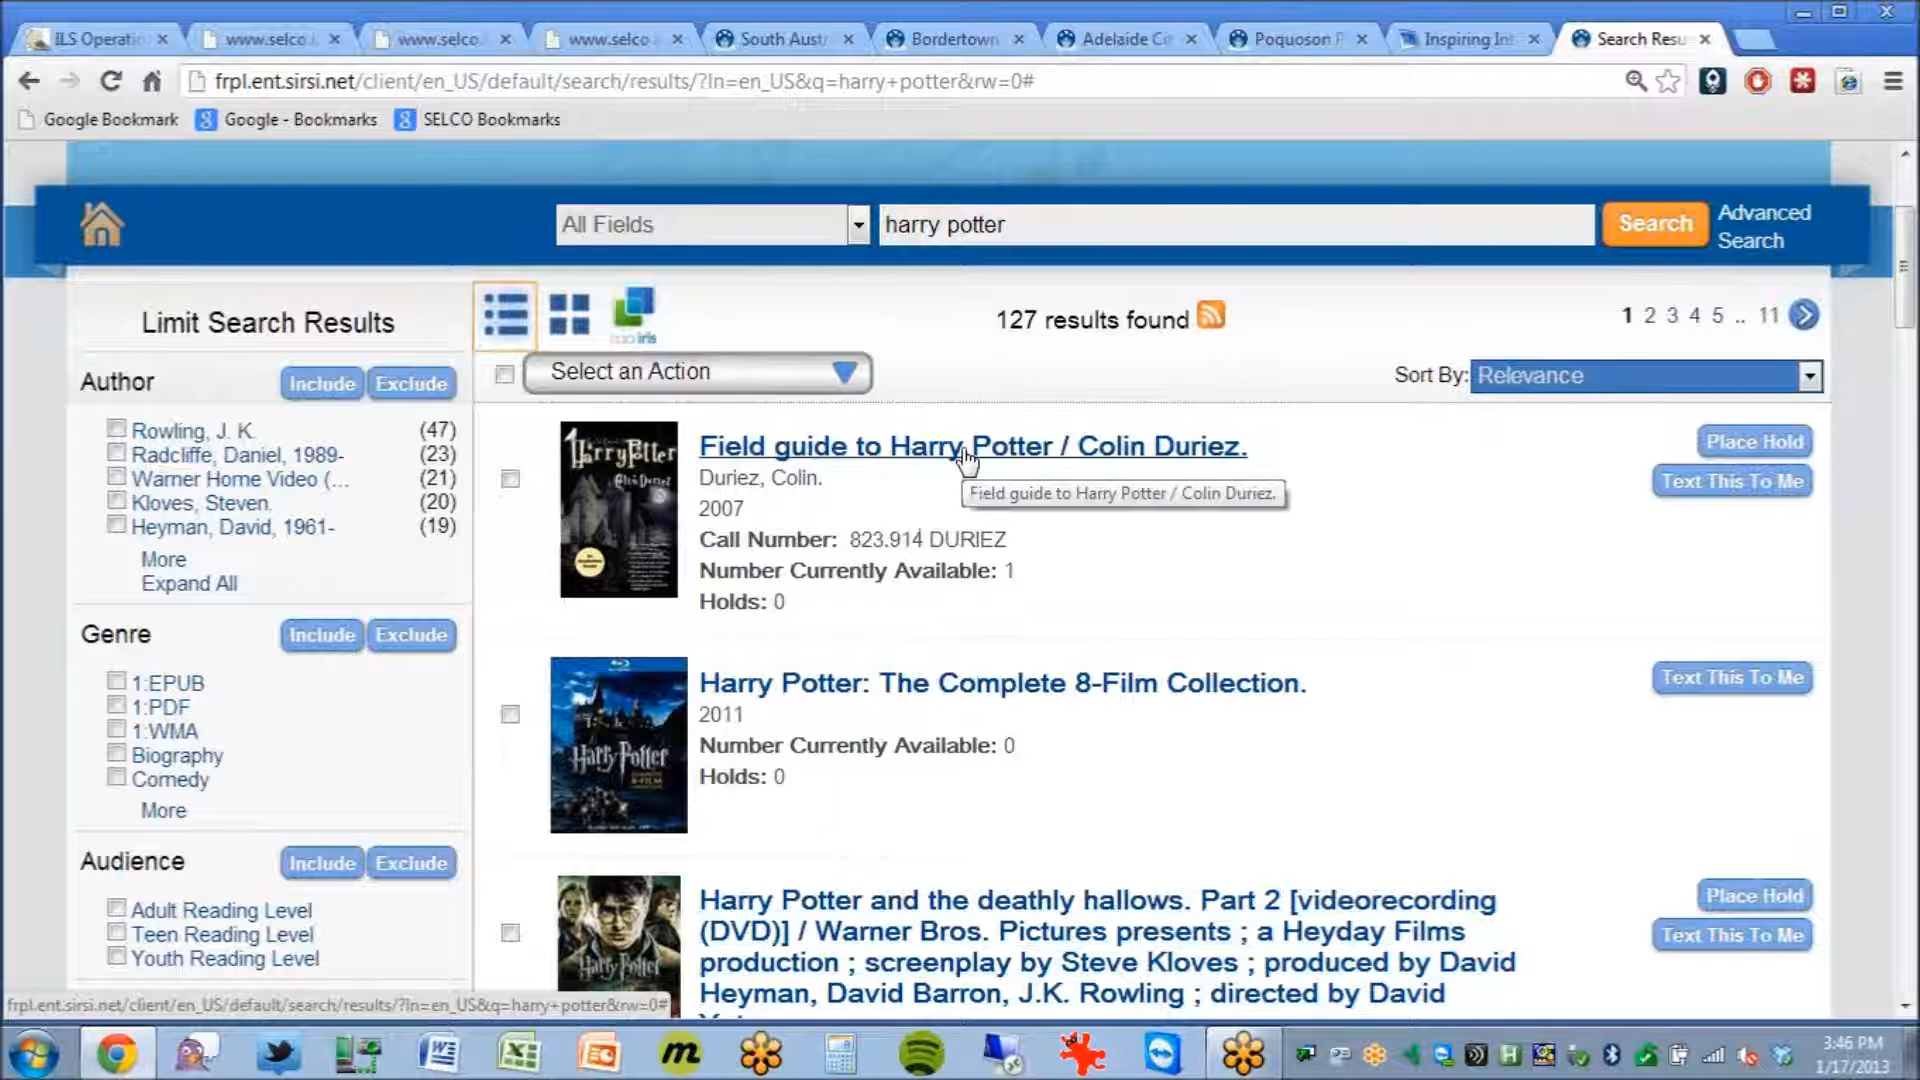 ILS Operati
www.selco.
www.selco.
www.selco
South Aust
Bordertown
Adelaide Ci
Poquoson P
Inspiring In
Search Resu
frpl.ent.sirsi.net/client/en_US/default/search/results/?ln=en_US&q=harry+potter&rw=0#
Google Bookmark
Google - Bookmarks
SELCO Bookmarks
All Fields
harry potter
Search
Advanced
Search
Limit Search Results
127 results found
1 2 3 4 5 .. 11
Select an Action
Sort By: Relevance
Author Include Exclude
Rowling, J. K. (47)
Radcliffe, Daniel, 1989- (23)
Warner Home Video (... (21)
Kloves, Steven. (20)
Heyman, David, 1961- (19)
More
Expand All
Genre Include Exclude
1:EPUB
1:PDF
1:WMA
Biography
Comedy
More
Audience Include Exclude
Adult Reading Level
Teen Reading Level
Youth Reading Level
Harry Potter
Colin Duriez
Field guide to Harry Potter / Colin Duriez.
Duriez, Colin.
Field guide to Harry Potter / Colin Duriez.
2007
Call Number: 823.914 DURIEZ
Number Currently Available: 1
Holds: 0
Place Hold
Text This To Me
Harry Potter
Harry Potter: The Complete 8-Film Collection.
2011
Number Currently Available: 0
Holds: 0
Text This To Me
Harry Potter
Harry Potter and the deathly hallows. Part 2 [videorecording
(DVD)] / Warner Bros. Pictures presents ; a Heyday Films
production ; screenplay by Steve Kloves ; produced by David
Heyman, David Barron, J.K. Rowling ; directed by David
Place Hold
Text This To Me
frpl.ent.sirsi.net/client/en_US/default/search/results/?ln=en_US&q=harry+potter&rw=0#
3:46 PM
1/17/2013